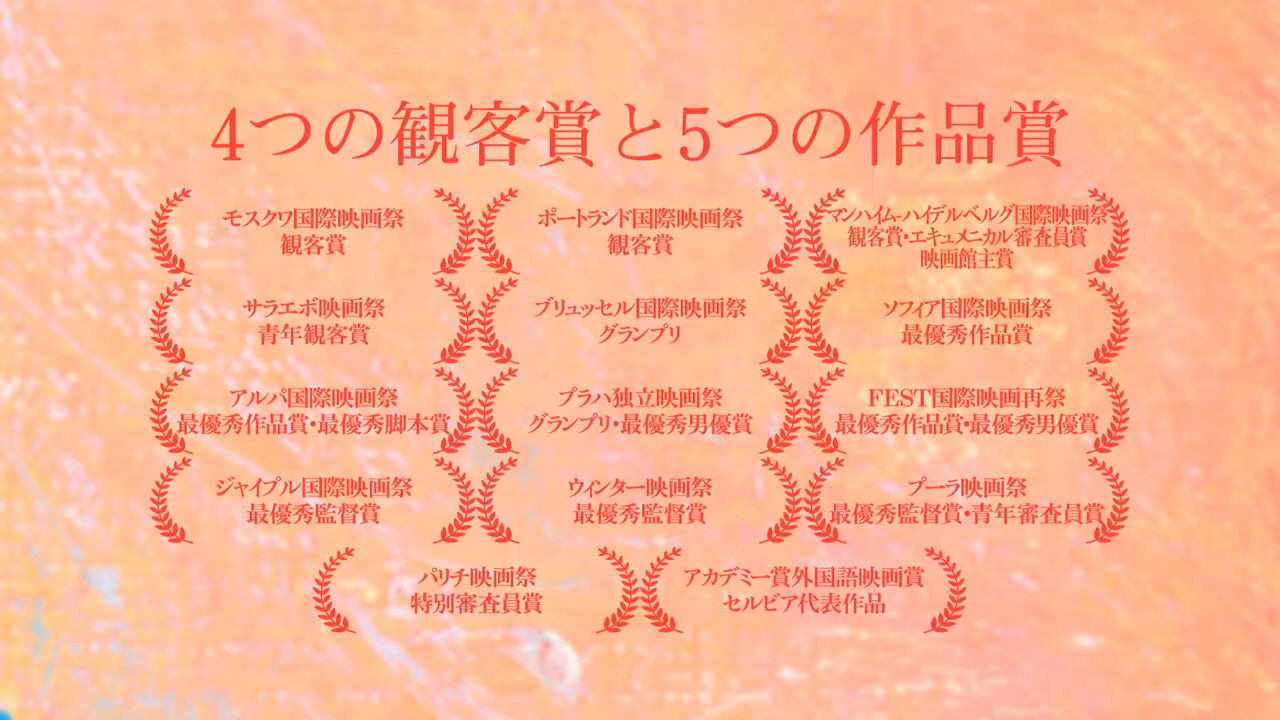 4つの観客賞と5つの作品賞
モスクワ国際映画祭
観客賞
ポートランド国際映画祭
観客賞
マンハイム-ハイデルベルグ国際映画祭
観客賞・エキュメニカル審査員賞
映画館主賞
サラエボ映画祭
青年観客賞
ブリュッセル国際映画祭
グランプリ
ソフィア国際映画祭
最優秀作品賞
アルパ国際映画祭
最優秀作品賞・最優秀脚本賞
プラハ独立映画祭
グランプリ・最優秀男優賞
FEST国際映画再祭
最優秀作品賞・最優秀男優賞
ジャイプル国際映画祭
最優秀監督賞
ウィンター映画祭
最優秀監督賞
プーラ映画祭
最優秀監督賞・青年審査員賞
パリチ映画祭
特別審査員賞
アカデミー賞外国語映画賞
セルビア代表作品